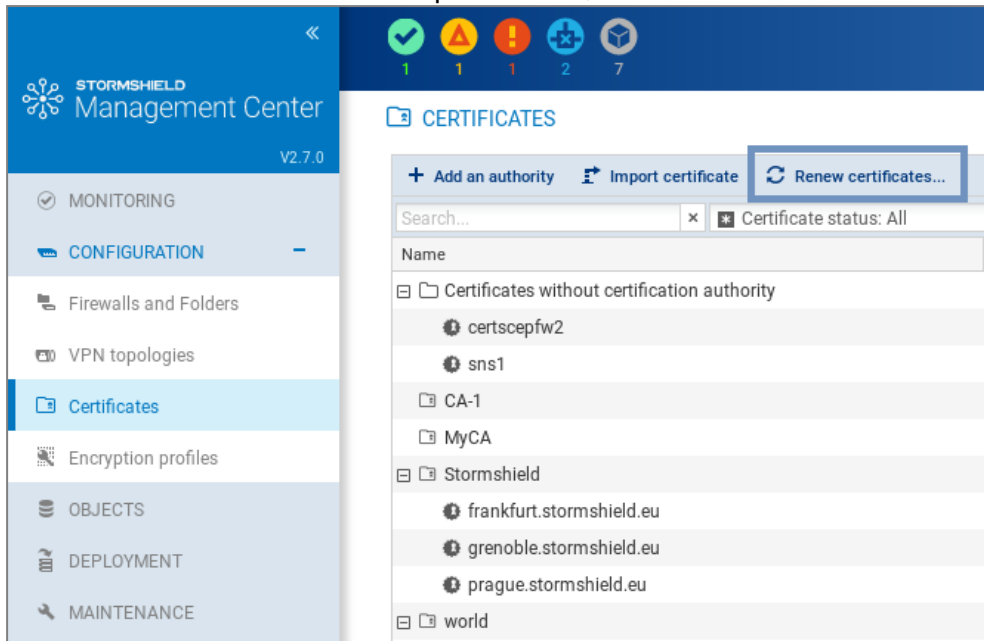 «
STORMSHIELD
Management Center
V2.7.0
MONITORING
CONFIGURATION
Firewalls and Folders
VPN topologies
Certificates
Encryption profiles
OBJECTS
DEPLOYMENT
MAINTENANCE
1 1 1 2 7
CERTIFICATES
+ Add an authority Import certificate Renew certificates...
Search... × Certificate status: All
Name
Certificates without certification authority
certscepfw2
sns1
CA-1
MyCA
Stormshield
frankfurt.stormshield.eu
grenoble.stormshield.eu
prague.stormshield.eu
world